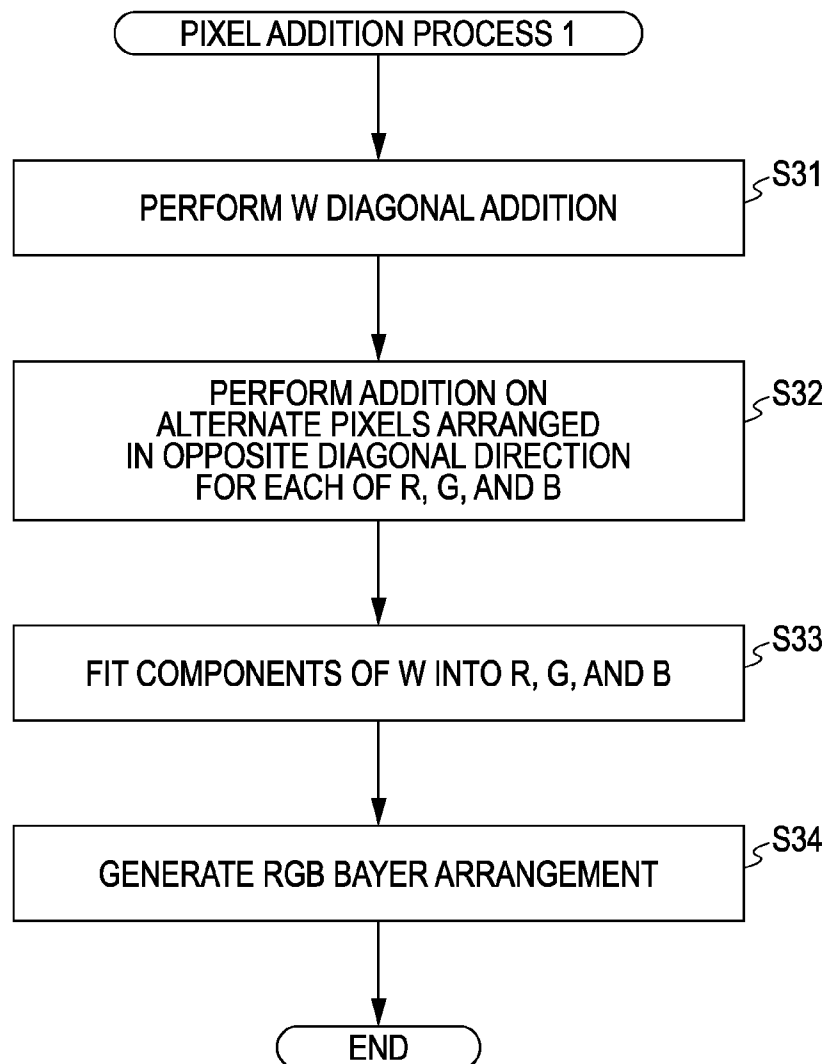 PIXEL ADDITION PROCESS 1
S31
PERFORM W DIAGONAL ADDITION
S32
PERFORM ADDITION ON
ALTERNATE PIXELS ARRANGED
IN OPPOSITE DIAGONAL DIRECTION
FOR EACH OF R, G, AND B
S33
FIT COMPONENTS OF W INTO R, G, AND B
S34
GENERATE RGB BAYER ARRANGEMENT
END